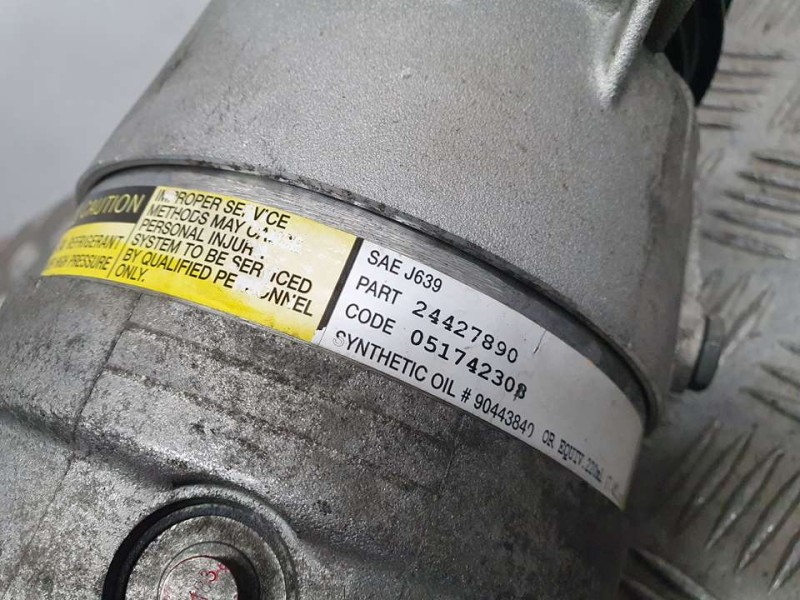 CAUTION
REFRIGERANT
HIGH PRESSURE
IMPROPER SERVICE
METHODS MAY
PERSONAL INJURY
SYSTEM TO BE SERVICED
BY QUALIFIED PERSONNEL
ONLY.
SAE J639
PART 24427890
CODE 05174230B
SYNTHETIC OIL # 90443840 OR EQUIV. 220ml